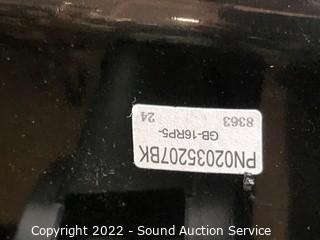 PN02035207BK
GB-16RP5-
8363 24
Copyright 2022 - Sound Auction Service